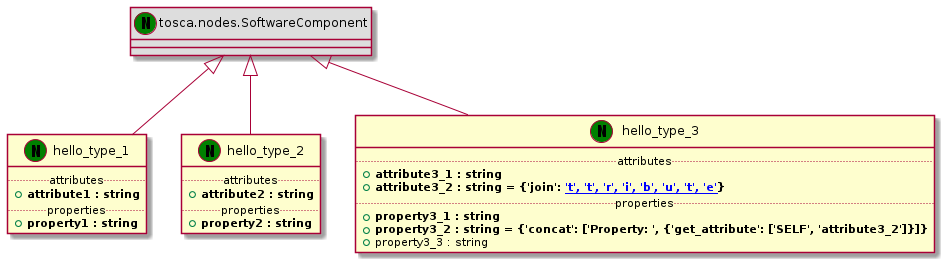 N tosca.nodes.SoftwareComponent
N hello_type_1
attributes
attribute1 : string
properties
property1 : string
N hello_type_2
attributes
attribute2 : string
properties
property2 : string
N hello_type_3
attributes
attribute3_1 : string
attribute3_2 : string = {'join': 't', 't', 'r', 'i', 'b', 'u', 't', 'e'}
properties
property3_1 : string
property3_2 : string = {'concat': ['Property: ', {'get_attribute': ['SELF', 'attribute3_2']}]}
property3_3 : string